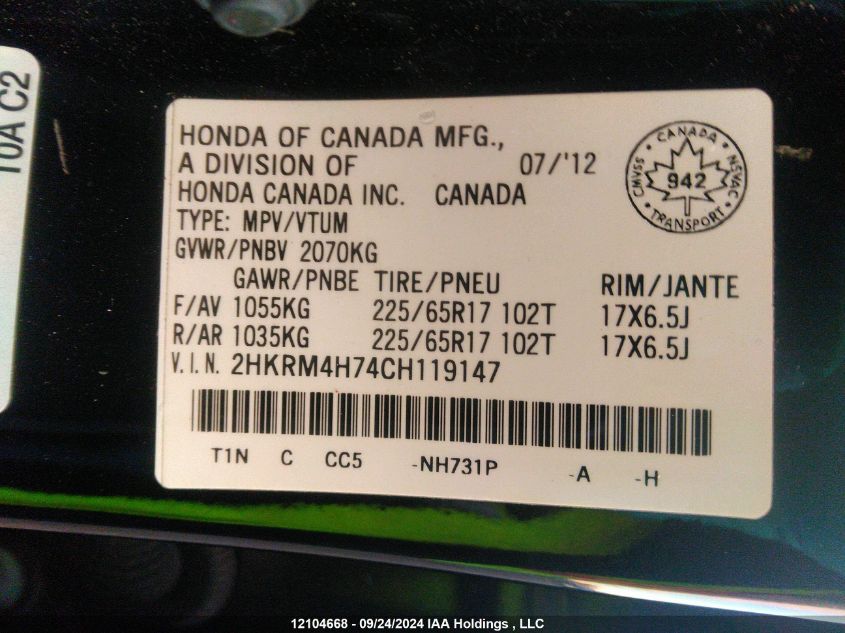 10A C2
HONDA OF CANADA MFG.,
A DIVISION OF 07/'12
HONDA CANADA INC. CANADA
TYPE: MPV/VTUM
GVWR/PNBV 2070KG
GAWR/PNBE TIRE/PNEU RIM/JANTE
F/AV 1055KG 225/65R17 102T 17X6.5J
R/AR 1035KG 225/65R17 102T 17X6.5J
V.I.N. 2HKRM4H74CH119147
T1N C CC5 -NH731P -A -H
CANADA
CMVSS 942 NSVAC
TRANSPORT
12104668 - 09/24/2024 IAA Holdings , LLC